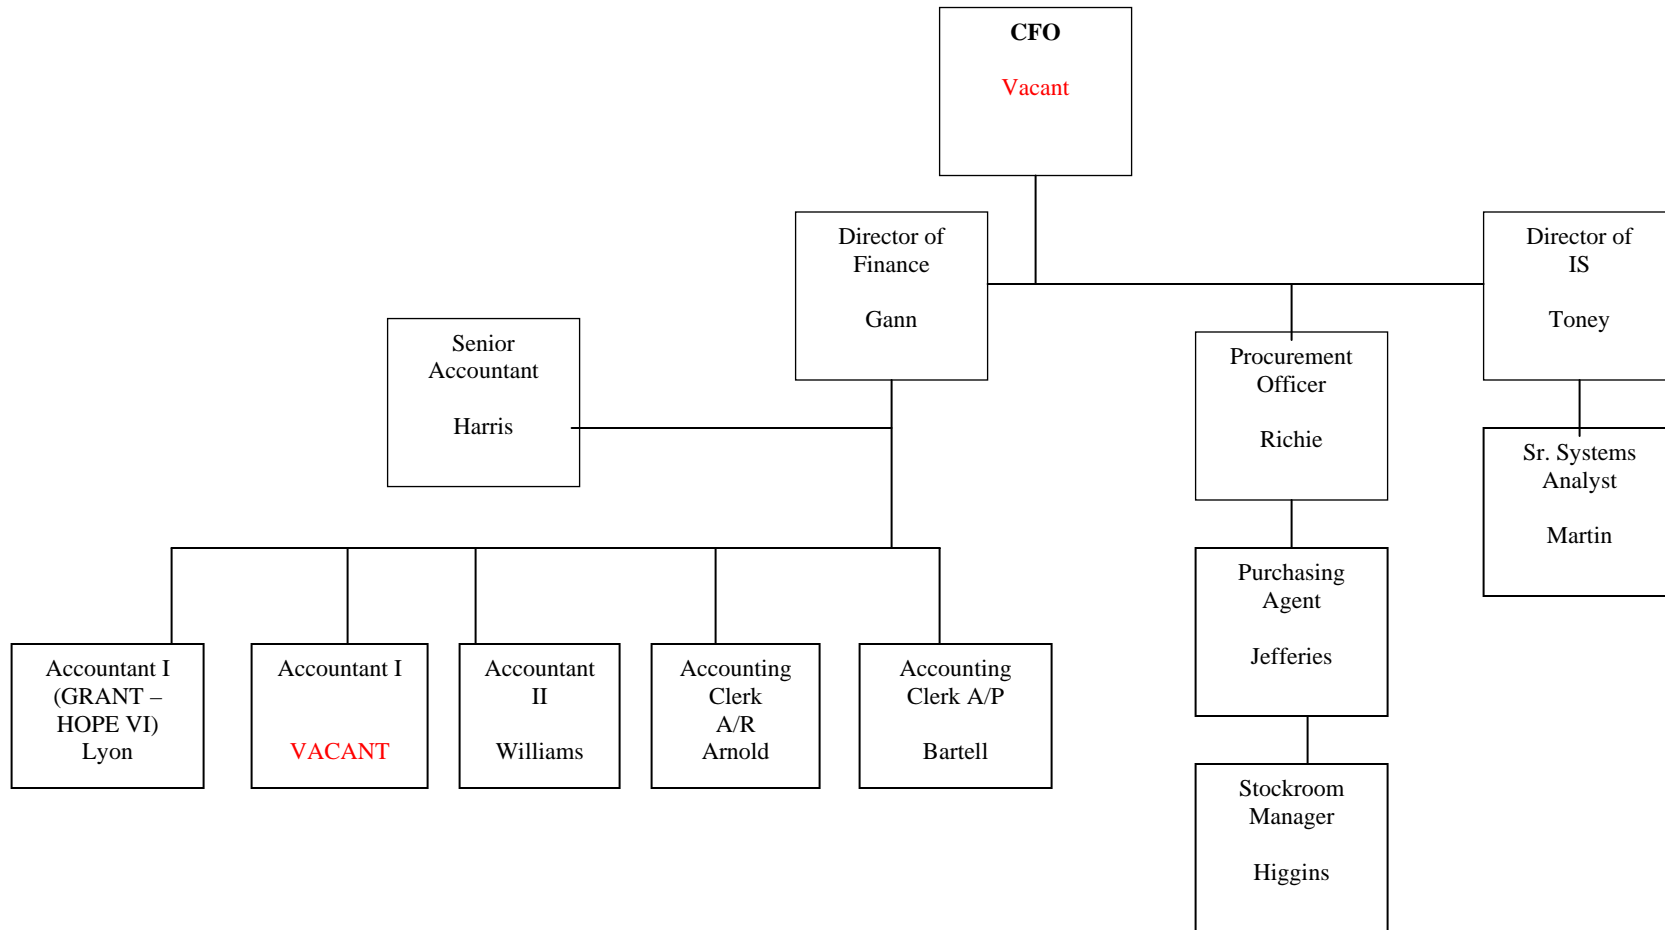 CFO
Vacant
Director of
Finance
Gann
Director of
IS
Toney
Senior
Accountant
Harris
Procurement
Officer
Richie
Sr. Systems
Analyst
Martin
Purchasing
Agent
Jefferies
Accountant I
(GRANT –
HOPE VI)
Lyon
Accountant I
VACANT
Accountant
II
Williams
Accounting
Clerk
A/R
Arnold
Accounting
Clerk A/P
Bartell
Stockroom
Manager
Higgins